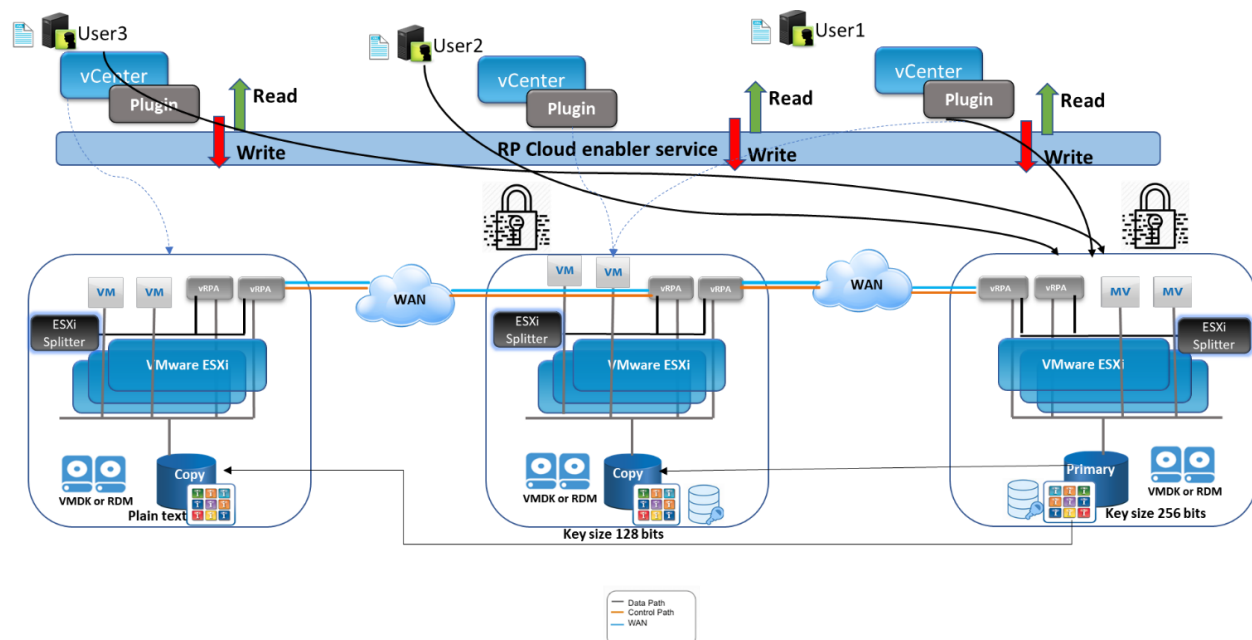 User3
User2
User1
vCenter
Plugin
Read
vCenter
Plugin
Read
vCenter
Plugin
Read
Write
RP Cloud enabler service
Write
Write
VM
VM
vRPA
vRPA
WAN
VM
VM
vRPA
vRPA
WAN
vRPA
vRPA
MV
MV
ESXi
Splitter
VMware ESXi
ESXi
Splitter
VMware ESXi
VMware ESXi
ESXi
Splitter
Copy
VMDK or RDM
Plain text
Copy
VMDK or RDM
Key size 128 bits
Primary
VMDK or RDM
Key size 256 bits
Data Path
Control Path
WAN